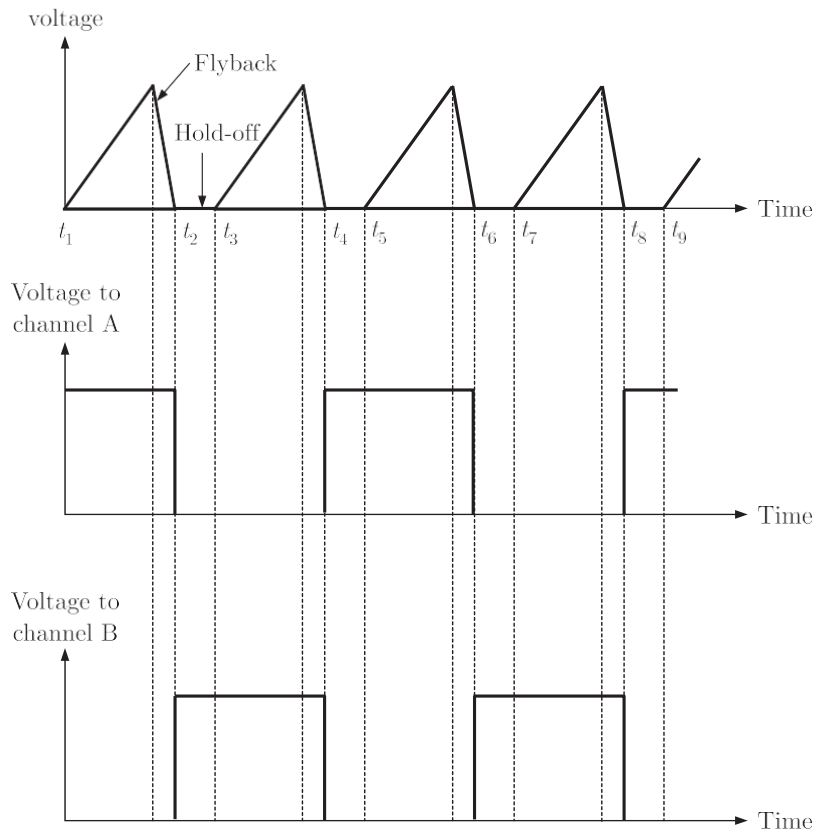 voltage
Flyback
Hold-off
Time
t₁ t₂ t₃ t₄ t₅ t₆ t₇ t₈ t₉
Voltage to
channel A
Time
Voltage to
channel B
Time